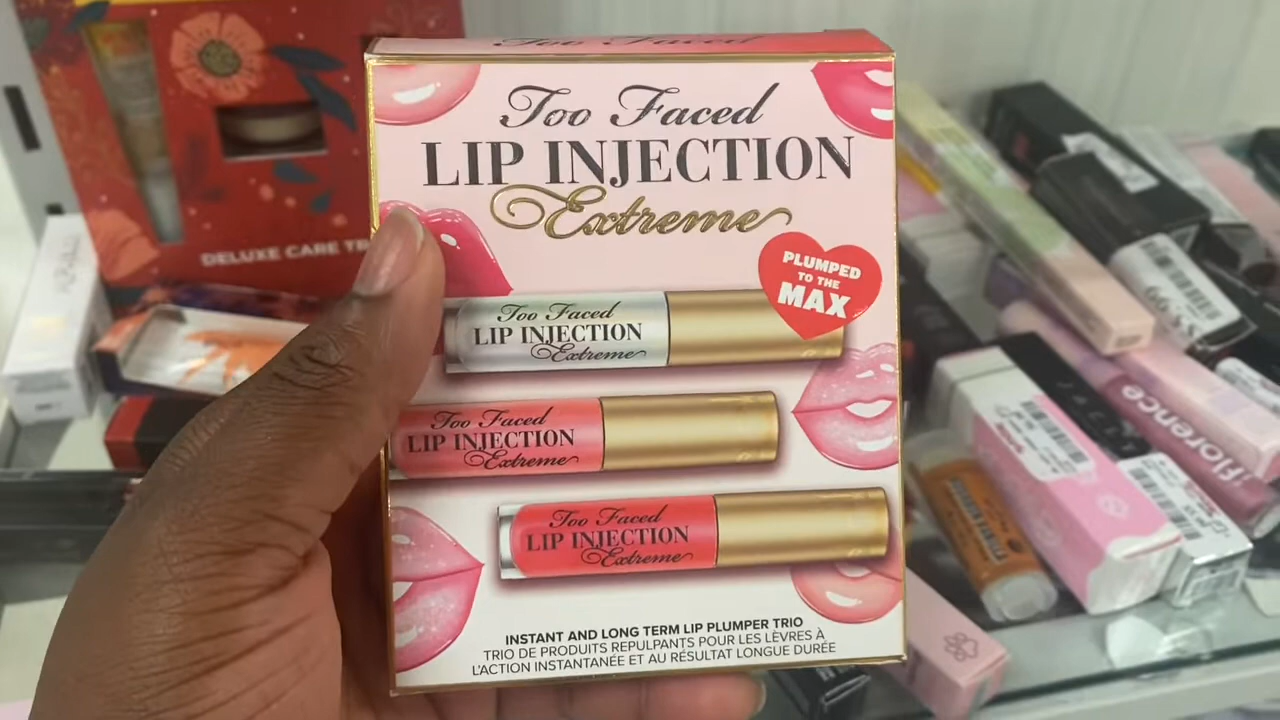 Too Faced
Too Faced
LIP INJECTION
Extreme
PLUMPED
TO THE
MAX
Too Faced
LIP INJECTION
Extreme
Too Faced
LIP INJECTION
Extreme
Too Faced
LIP INJECTION
Extreme
INSTANT AND LONG TERM LIP PLUMPER TRIO
TRIO DE PRODUITS REPULPANTS POUR LES LÈVRES À
L'ACTION INSTANTANÉE ET AU RÉSULTAT LONGUE DURÉE
DELUXE CARE
florence